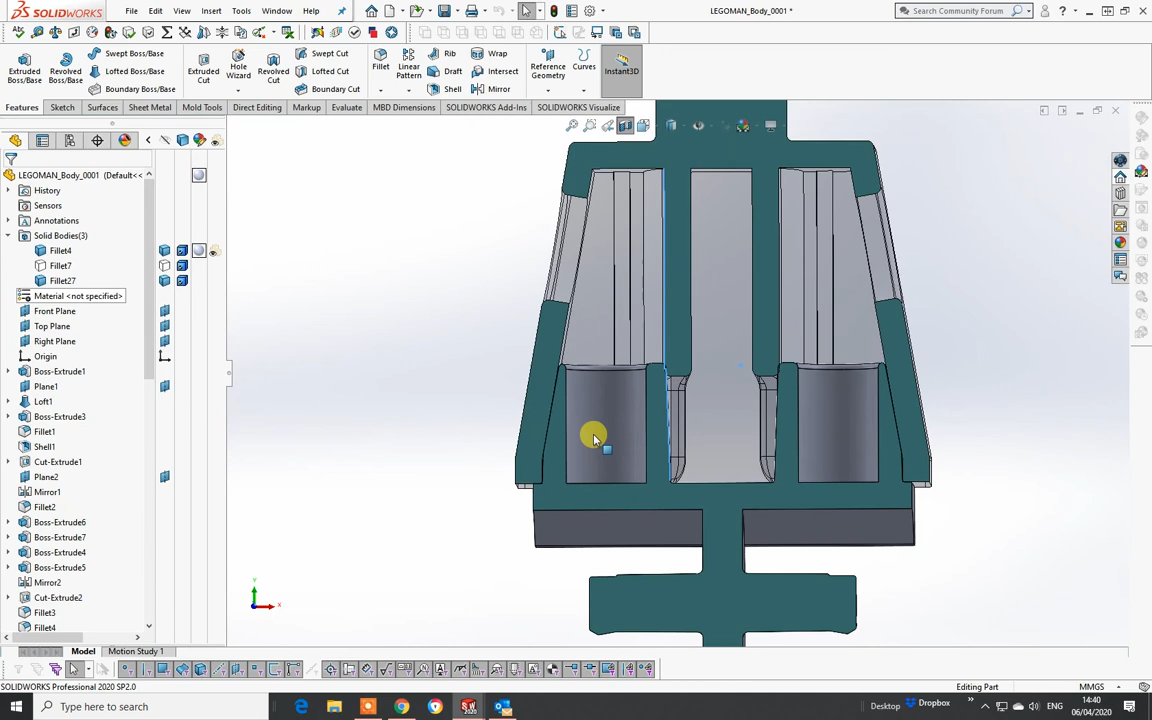 SOLIDWORKS File Edit View Insert Tools Window Help LEGOMAN_Body_0001 * Search Community Forum
Extruded Boss/Base
Revolved Boss/Base
Swept Boss/Base
Lofted Boss/Base
Boundary Boss/Base
Extruded Cut
Hole Wizard
Revolved Cut
Swept Cut
Lofted Cut
Boundary Cut
Fillet
Linear Pattern
Rib
Draft
Shell
Wrap
Intersect
Mirror
Reference Geometry
Curves
Instant3D
Features Sketch Surfaces Sheet Metal Mold Tools Direct Editing Markup Evaluate MBD Dimensions SOLIDWORKS Add-Ins SOLIDWORKS Visualize
LEGOMAN_Body_0001 (Default<<
History
Sensors
Annotations
Solid Bodies(3)
Fillet4
Fillet7
Fillet27
Material <not specified>
Front Plane
Top Plane
Right Plane
Origin
Boss-Extrude1
Plane1
Loft1
Boss-Extrude3
Fillet1
Shell1
Cut-Extrude1
Plane2
Mirror1
Fillet2
Boss-Extrude6
Boss-Extrude7
Boss-Extrude4
Boss-Extrude5
Mirror2
Cut-Extrude2
Fillet3
Fillet4
Y
X
Model Motion Study 1
SOLIDWORKS Professional 2020 SP2.0 Editing Part MMGS
Type here to search
Desktop
Dropbox
ENG
14:40
06/04/2020